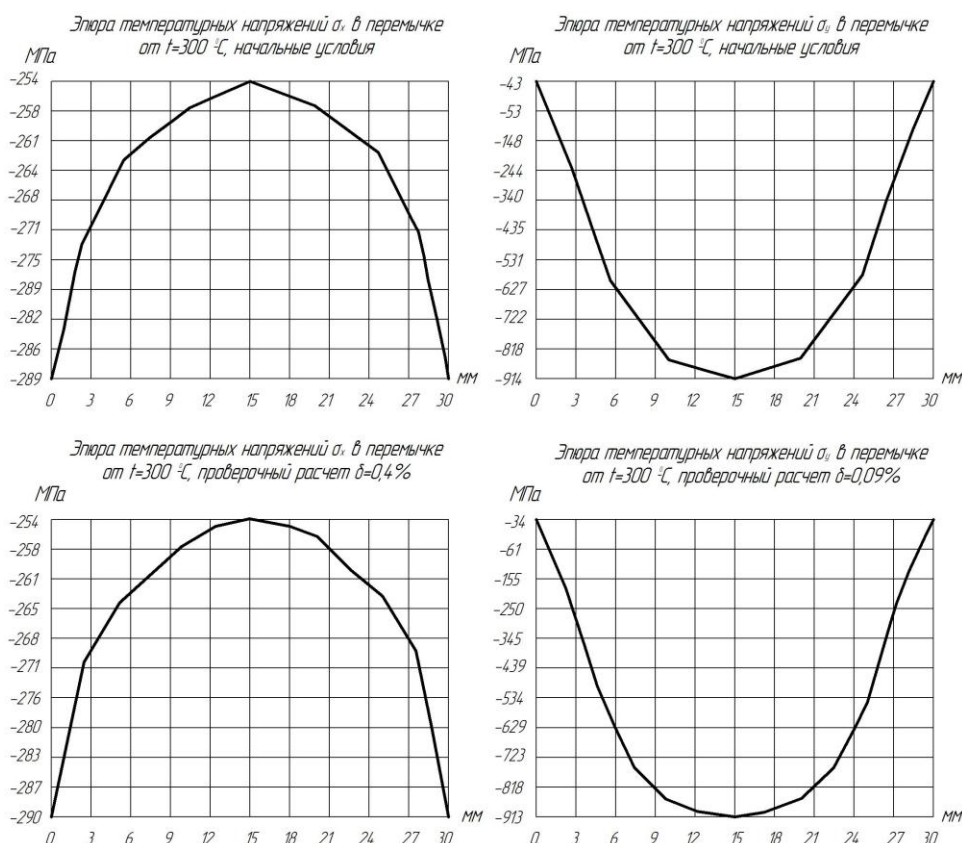 Эпюра температурных напряжений σₓ в перемычке
от t=300 °С, начальные условия
МПа
-254
-258
-261
-264
-268
-271
-275
-289
-282
-286
-289
0 3 6 9 12 15 18 21 24 27 30
мм
Эпюра температурных напряжений σᵧ в перемычке
от t=300 °С, начальные условия
МПа
-43
-53
-148
-244
-340
-435
-531
-627
-722
-818
-914
0 3 6 9 12 15 18 21 24 27 30
мм
Эпюра температурных напряжений σₓ в перемычке
от t=300 °С, проверочный расчет δ=0,4%
МПа
-254
-258
-261
-265
-268
-271
-276
-280
-283
-287
-290
0 3 6 9 12 15 18 21 24 27 30
мм
Эпюра температурных напряжений σᵧ в перемычке
от t=300 °С, проверочный расчет δ=0,09%
МПа
-34
-61
-155
-250
-345
-439
-534
-629
-723
-818
-913
0 3 6 9 12 15 18 21 24 27 30
мм